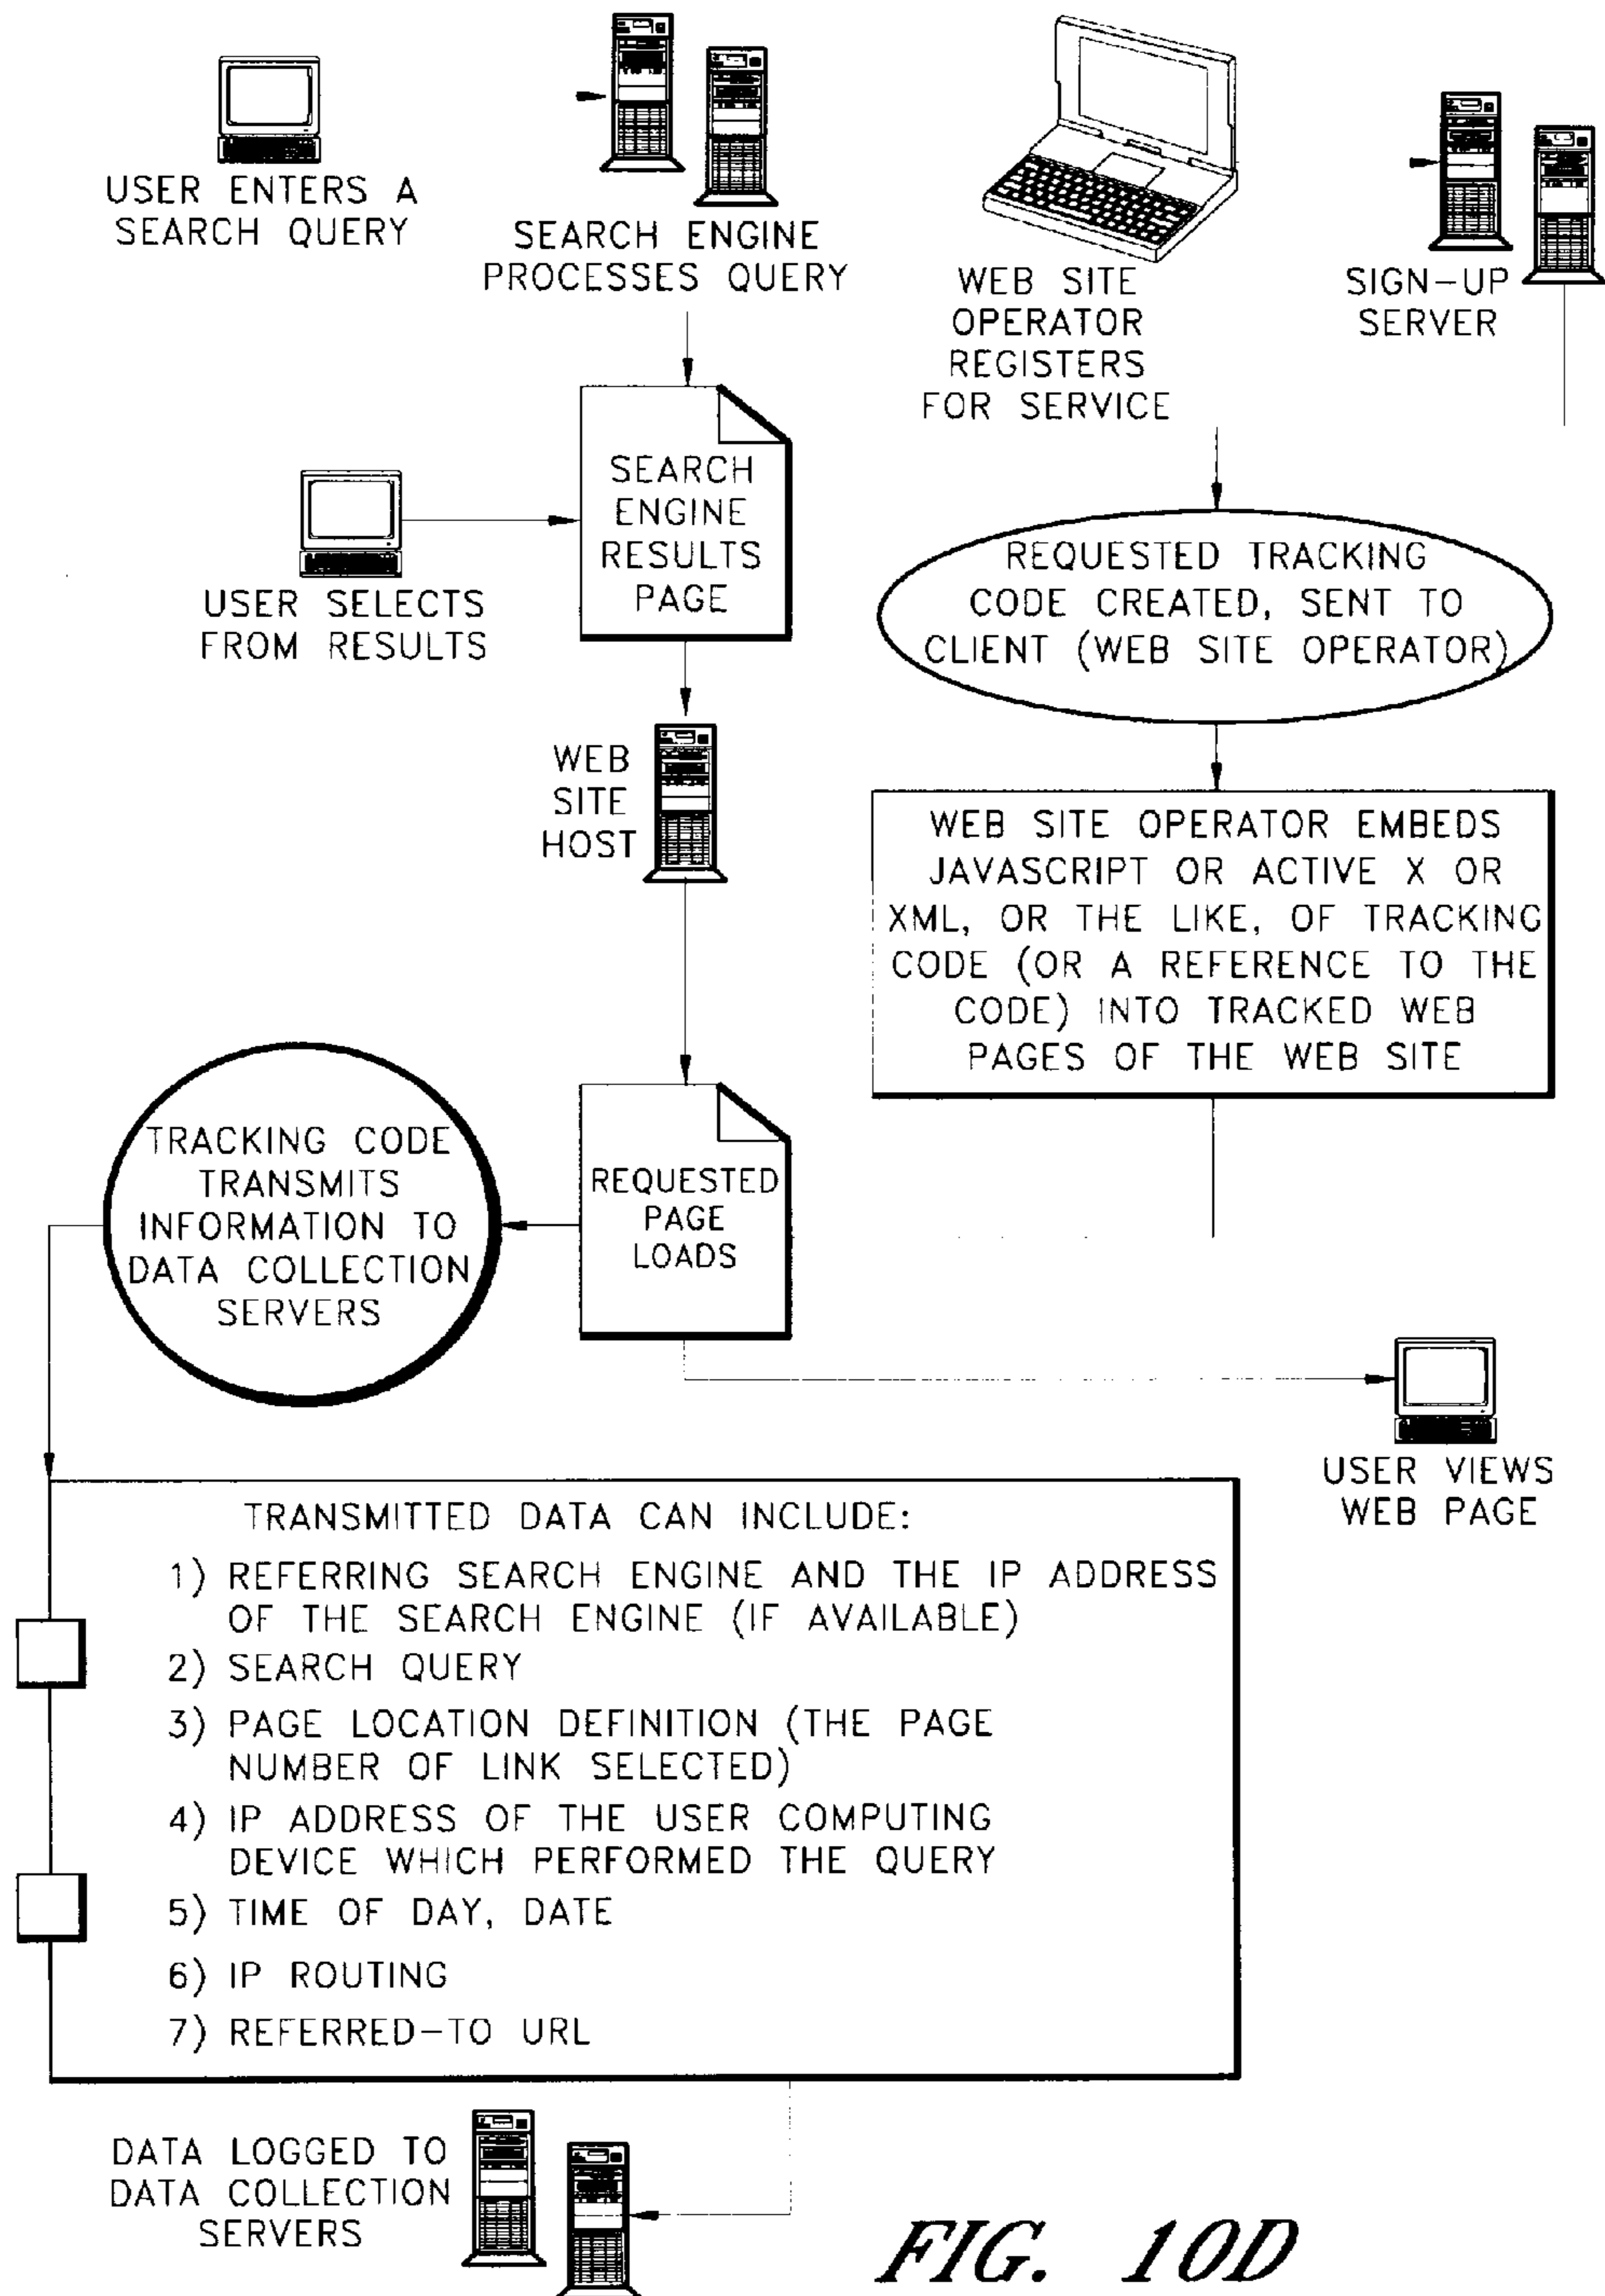 USER ENTERS A
SEARCH QUERY
SEARCH ENGINE
PROCESSES QUERY
WEB SITE
OPERATOR
REGISTERS
FOR SERVICE
SIGN-UP
SERVER
SEARCH
ENGINE
RESULTS
PAGE
USER SELECTS
FROM RESULTS
REQUESTED TRACKING
CODE CREATED, SENT TO
CLIENT (WEB SITE OPERATOR)
WEB
SITE
HOST
WEB SITE OPERATOR EMBEDS
JAVASCRIPT OR ACTIVE X OR
XML, OR THE LIKE, OF TRACKING
CODE (OR A REFERENCE TO THE
CODE) INTO TRACKED WEB
PAGES OF THE WEB SITE
TRACKING CODE
TRANSMITS
INFORMATION TO
DATA COLLECTION
SERVERS
REQUESTED
PAGE
LOADS
USER VIEWS
WEB PAGE
TRANSMITTED DATA CAN INCLUDE:
1) REFERRING SEARCH ENGINE AND THE IP ADDRESS
OF THE SEARCH ENGINE (IF AVAILABLE)
2) SEARCH QUERY
3) PAGE LOCATION DEFINITION (THE PAGE
NUMBER OF LINK SELECTED)
4) IP ADDRESS OF THE USER COMPUTING
DEVICE WHICH PERFORMED THE QUERY
5) TIME OF DAY, DATE
6) IP ROUTING
7) REFERRED-TO URL
DATA LOGGED TO
DATA COLLECTION
SERVERS
FIG. 10D